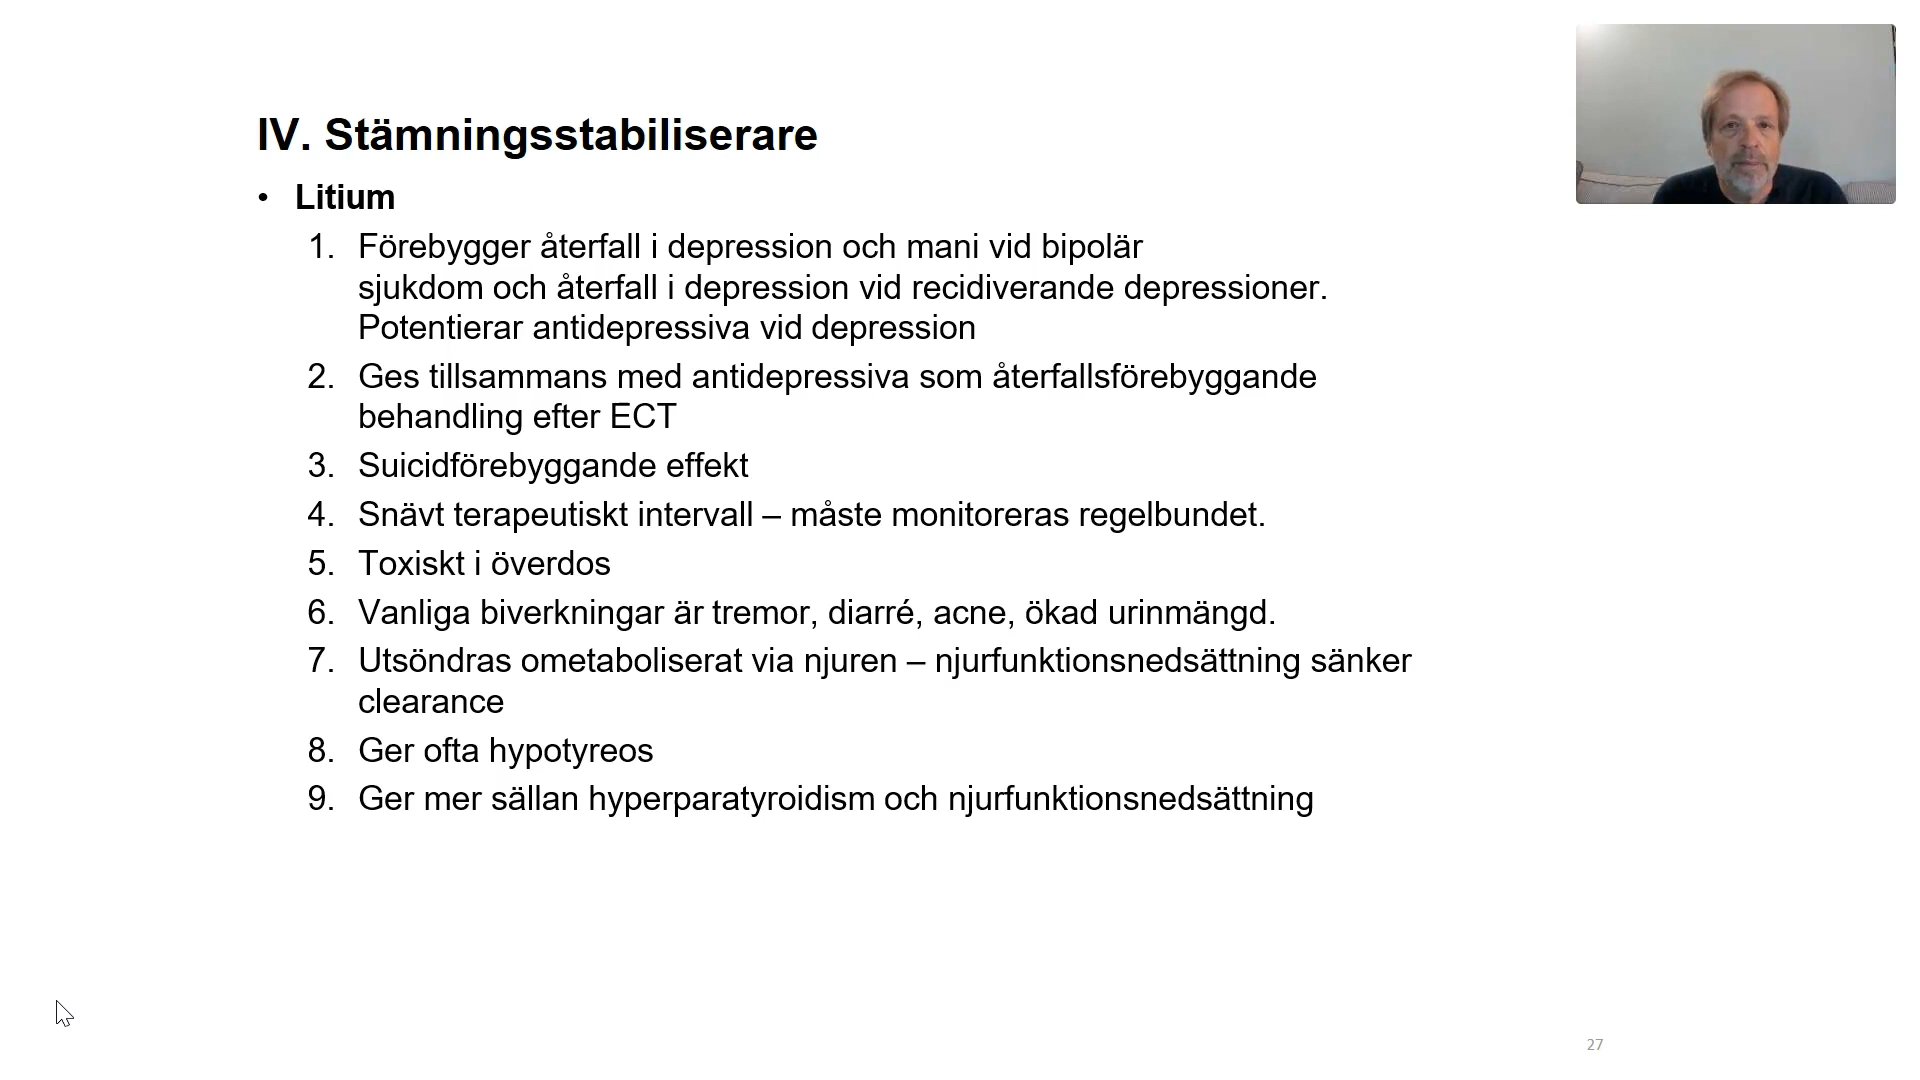 IV. Stämningsstabiliserare
• Litium
1. Förebygger återfall i depression och mani vid bipolär
sjukdom och återfall i depression vid recidiverande depressioner.
Potentierar antidepressiva vid depression
2. Ges tillsammans med antidepressiva som återfallsförebyggande
behandling efter ECT
3. Suicidförebyggande effekt
4. Snävt terapeutiskt intervall – måste monitoreras regelbundet.
5. Toxiskt i överdos
6. Vanliga biverkningar är tremor, diarré, acne, ökad urinmängd.
7. Utsöndras ometaboliserat via njuren – njurfunktionsnedsättning sänker
clearance
8. Ger ofta hypotyreos
9. Ger mer sällan hyperparatyroidism och njurfunktionsnedsättning
27